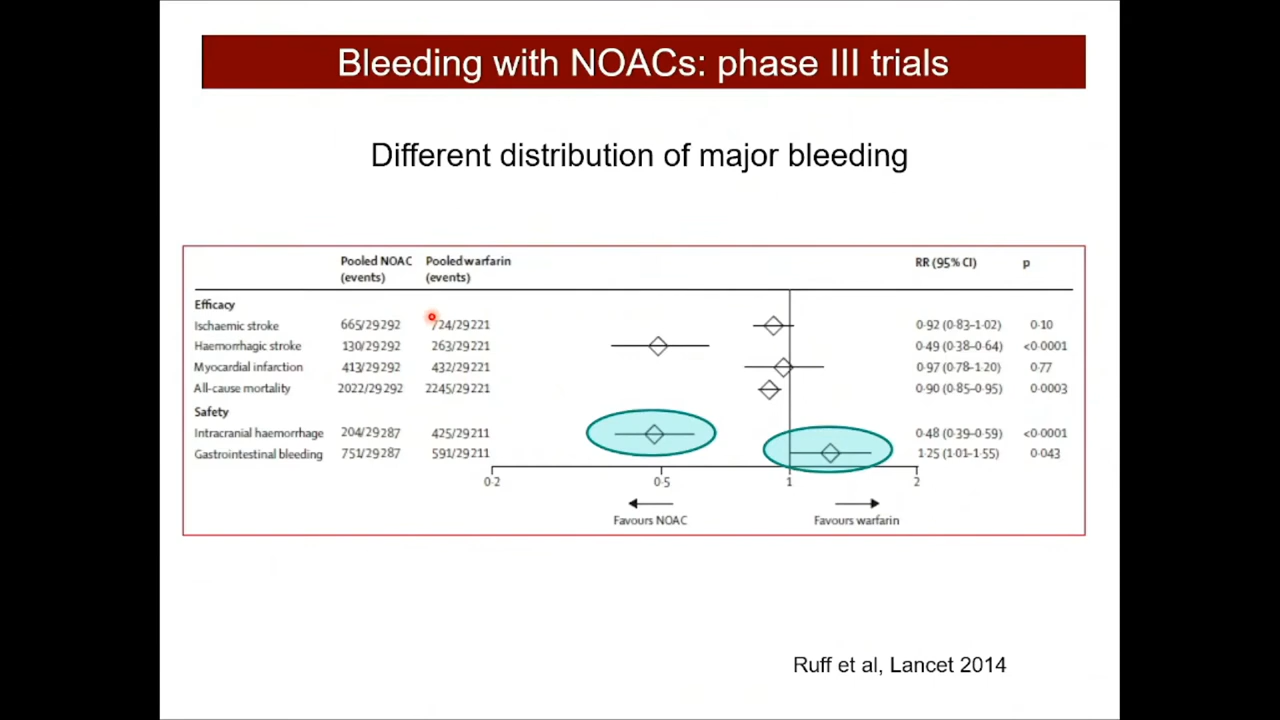 Bleeding with NOACs: phase III trials
Different distribution of major bleeding
Pooled NOAC (events) Pooled warfarin (events) RR (95% CI) p
Efficacy
Ischaemic stroke 665/29292 724/29221 0·92 (0·83–1·02) 0·10
Haemorrhagic stroke 130/29292 263/29221 0·49 (0·38–0·64) <0·0001
Myocardial infarction 413/29292 432/29221 0·97 (0·78–1·20) 0·77
All-cause mortality 2022/29292 2245/29221 0·90 (0·85–0·95) 0·0003
Safety
Intracranial haemorrhage 204/29287 425/29211 0·48 (0·39–0·59) <0·0001
Gastrointestinal bleeding 751/29287 591/29211 1·25 (1·01–1·55) 0·043
0·2 0·5 1 2
Favours NOAC Favours warfarin
Ruff et al, Lancet 2014